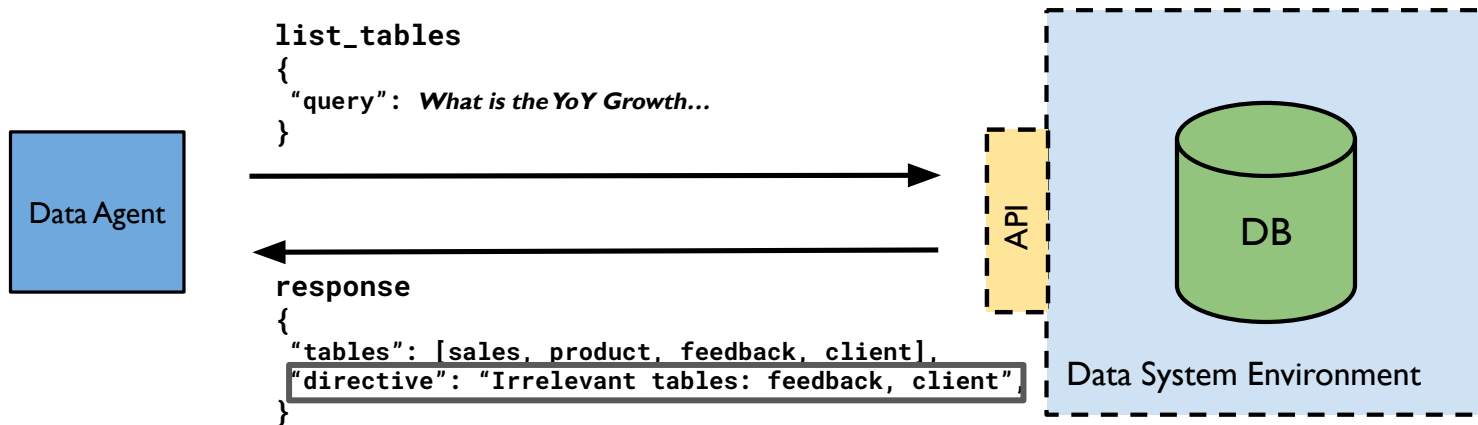 list_tables
{
“query”: What is the YoY Growth…
}
Data Agent
API
DB
response
{
“tables”: [sales, product, feedback, client],
“directive”: “Irrelevant tables: feedback, client”,
}
Data System Environment